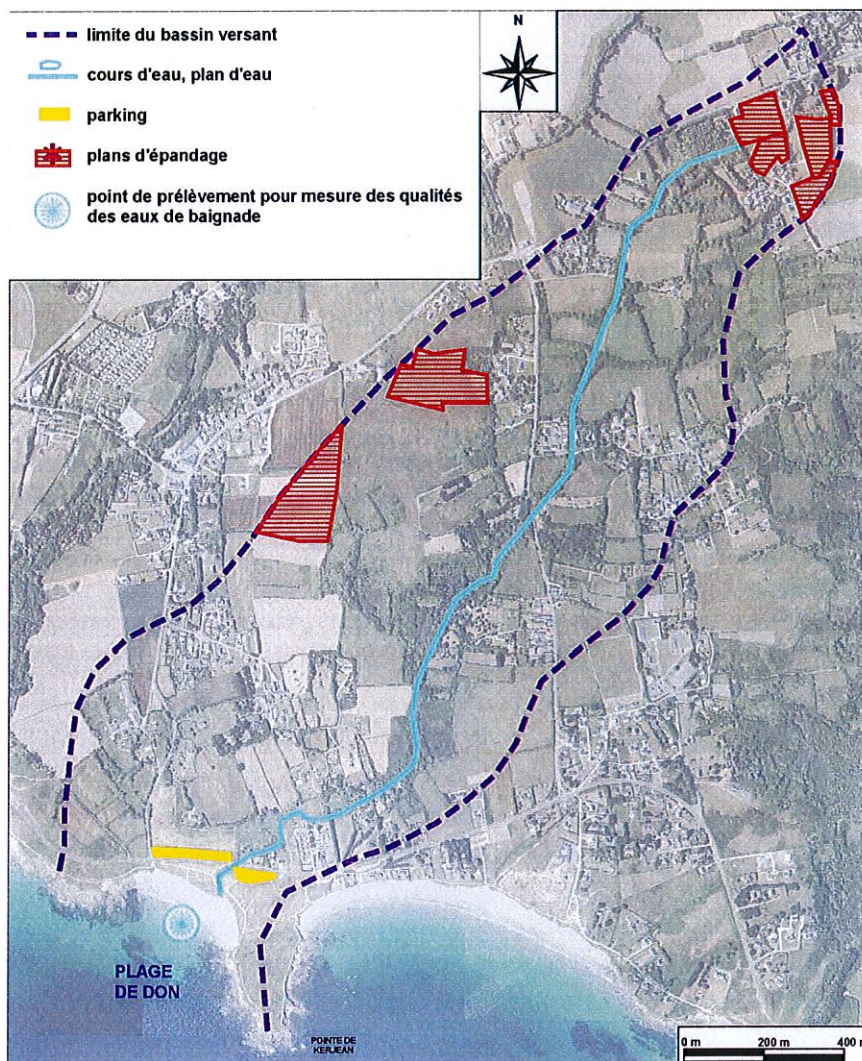 limite du bassin versant
cours d'eau, plan d'eau
parking
plans d'épandage
point de prélèvement pour mesure des qualités
des eaux de baignade
N
PLAGE
DE DON
POINTE DE
KERJEAN
0 m 200 m 400 m